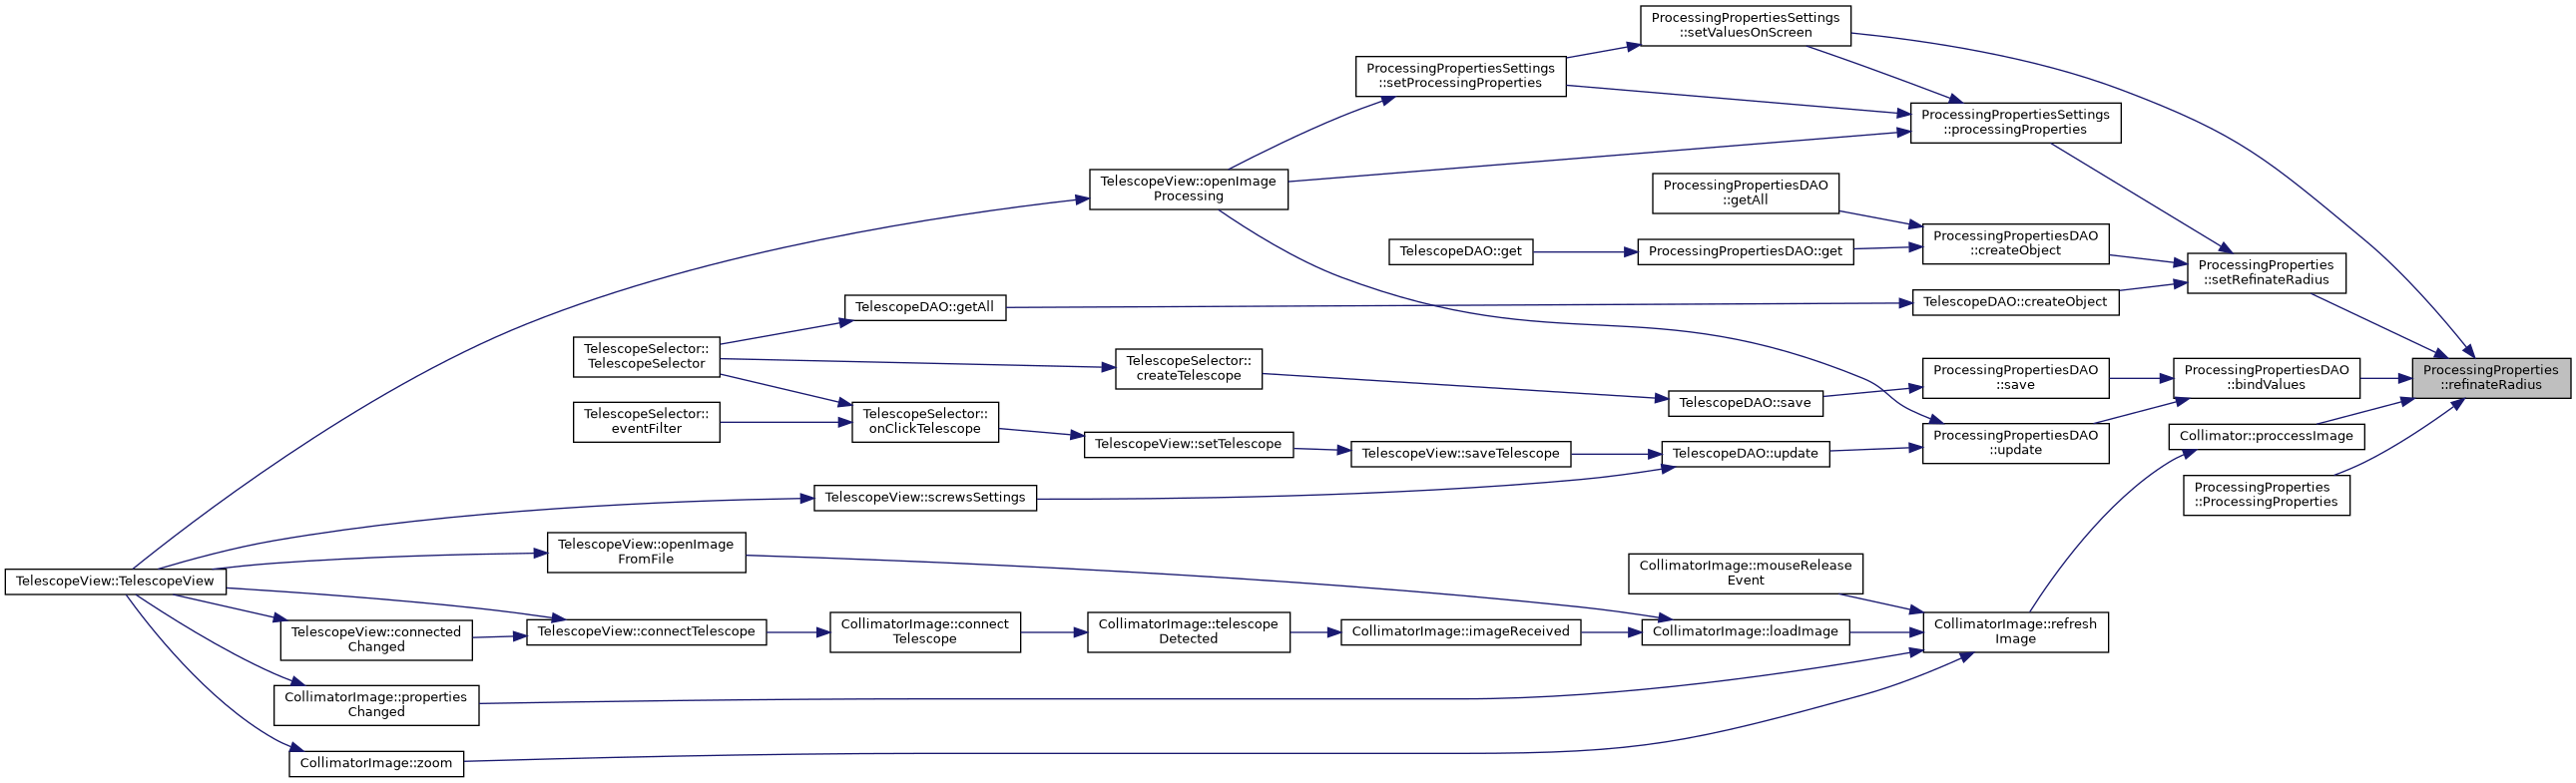 ProcessingPropertiesSettings
::setValuesOnScreen
ProcessingPropertiesSettings
::setProcessingProperties
ProcessingPropertiesSettings
::processingProperties
TelescopeView::openImage
Processing
ProcessingPropertiesDAO
::getAll
ProcessingPropertiesDAO
::createObject
TelescopeDAO::get
ProcessingPropertiesDAO::get
ProcessingProperties
::setRefinateRadius
TelescopeDAO::getAll
TelescopeDAO::createObject
TelescopeSelector::
TelescopeSelector
TelescopeSelector::
createTelescope
ProcessingPropertiesDAO
::save
ProcessingPropertiesDAO
::bindValues
ProcessingProperties
::refinateRadius
TelescopeDAO::save
TelescopeSelector::
eventFilter
TelescopeSelector::
onClickTelescope
TelescopeView::setTelescope
TelescopeView::saveTelescope
TelescopeDAO::update
ProcessingPropertiesDAO
::update
Collimator::proccessImage
ProcessingProperties
::ProcessingProperties
TelescopeView::screwsSettings
TelescopeView::openImage
FromFile
TelescopeView::TelescopeView
CollimatorImage::mouseRelease
Event
TelescopeView::connected
Changed
TelescopeView::connectTelescope
CollimatorImage::connect
Telescope
CollimatorImage::telescope
Detected
CollimatorImage::imageReceived
CollimatorImage::loadImage
CollimatorImage::refresh
Image
CollimatorImage::properties
Changed
CollimatorImage::zoom